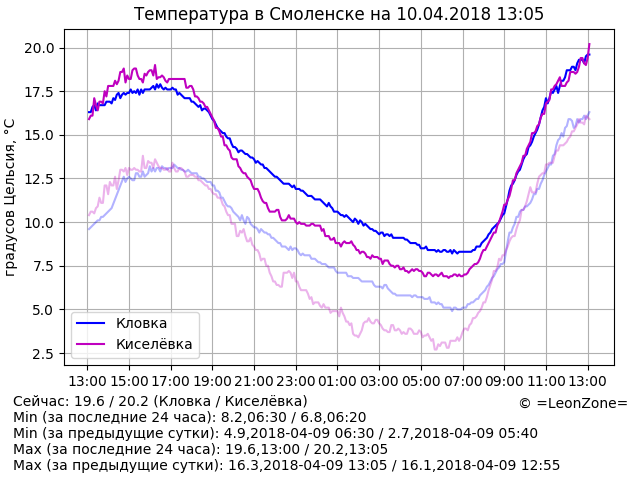 Температура в Смоленске на 10.04.2018 13:05
градусов Цельсия, °C
20.0
17.5
15.0
12.5
10.0
7.5
5.0
2.5
Кловка
Киселёвка
13:00 15:00 17:00 19:00 21:00 23:00 01:00 03:00 05:00 07:00 09:00 11:00 13:00
Сейчас: 19.6 / 20.2 (Кловка / Киселёвка)
© =LeonZone=
Min (за последние 24 часа): 8.2,06:30 / 6.8,06:20
Min (за предыдущие сутки): 4.9,2018-04-09 06:30 / 2.7,2018-04-09 05:40
Max (за последние 24 часа): 19.6,13:00 / 20.2,13:05
Max (за предыдущие сутки): 16.3,2018-04-09 13:05 / 16.1,2018-04-09 12:55